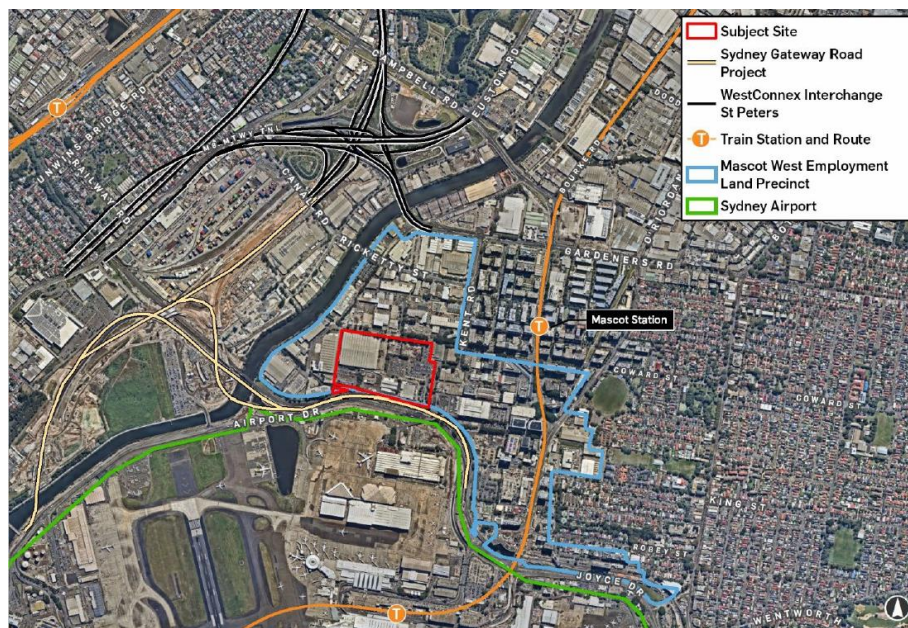 Subject Site
Sydney Gateway Road
Project
WestConnex Interchange
St Peters
T
Train Station and Route
Mascot West Employment
Land Precinct
Sydney Airport
T
CAMPBELL RD
EUSTON RD
UNWINS BRIDGE RD
RAILWAY RD
M8 MTWY TNL
CANAL RD
BOURKE RD
O'RIORDAN
RICKETTY ST
GARDENERS RD
KENT RD
T
Mascot Station
COWARD ST
COWARD ST
AIRPORT DR
KING ST
ROBEY ST
JOYCE DR
T
WENTWORTH